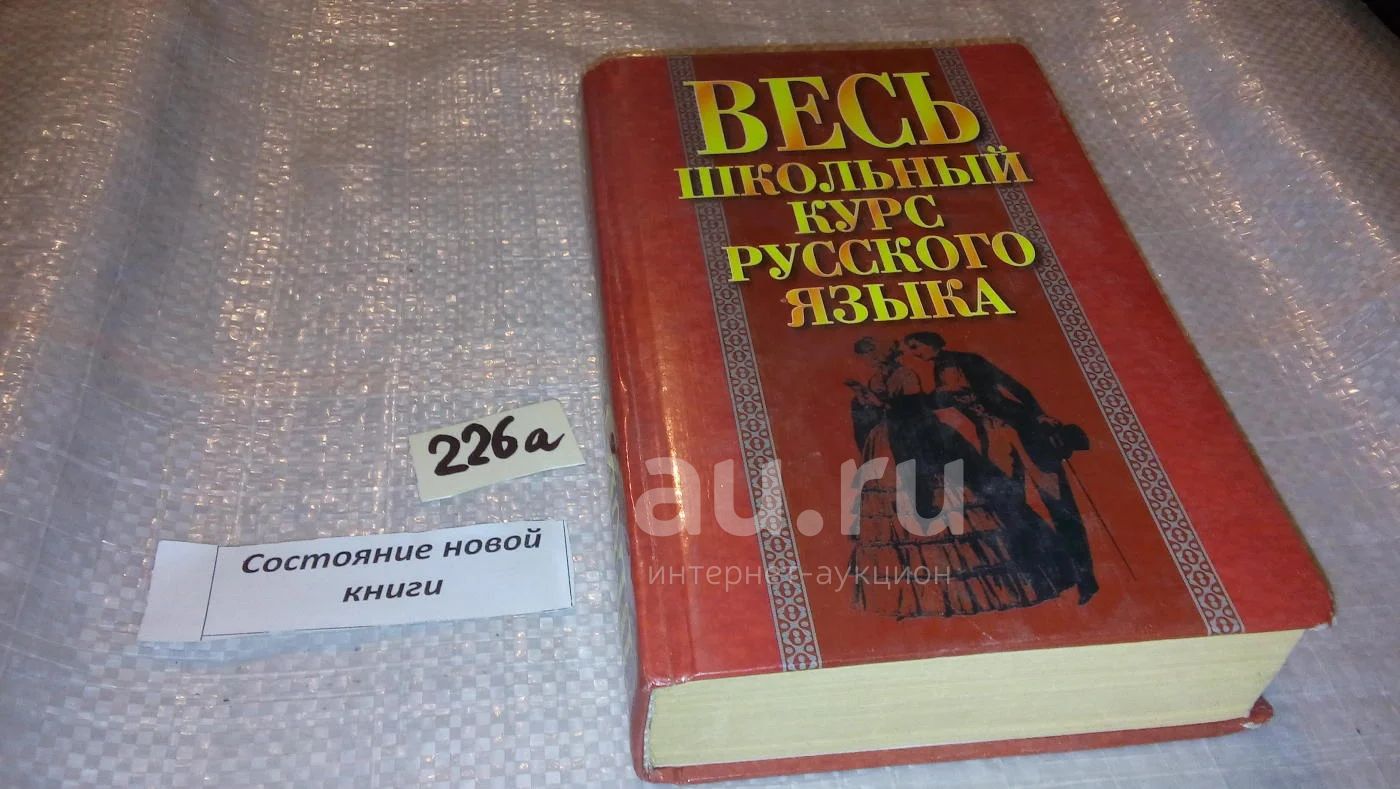 ВЕСЬ
ШКОЛЬНЫЙ
КУРС
РУССКОГО
ЯЗЫКА
226а
Состояние новой
книги
au.ru
интернет-аукцион